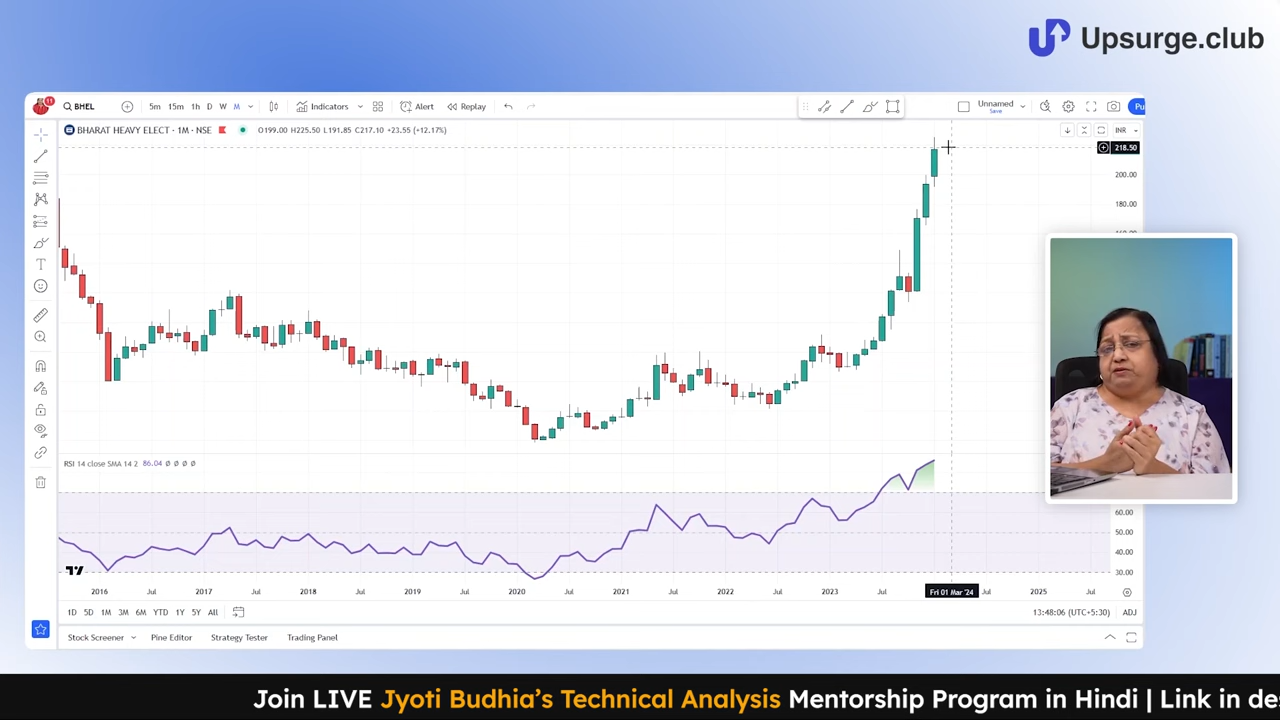 Upsurge.club
11
BHEL
5m 15m 1h D W M
Indicators
Alert
Replay
Unnamed
Save
Pu
BHARAT HEAVY ELECT · 1M · NSE
O199.00 H225.50 L191.85 C217.10 +23.55 (+12.17%)
INR
218.50
200.00
180.00
RSI 14 close SMA 14 2 86.04 ∅ ∅ ∅ ∅
60.00
50.00
40.00
30.00
2016 Jul 2017 Jul 2018 Jul 2019 Jul 2020 Jul 2021 Jul 2022 Jul 2023 Jul Fri 01 Mar '24 Jul 2025 Jul
1D 5D 1M 3M 6M YTD 1Y 5Y All
13:48:06 (UTC+5:30) ADJ
Stock Screener Pine Editor Strategy Tester Trading Panel
Join LIVE Jyoti Budhia's Technical Analysis Mentorship Program in Hindi | Link in de